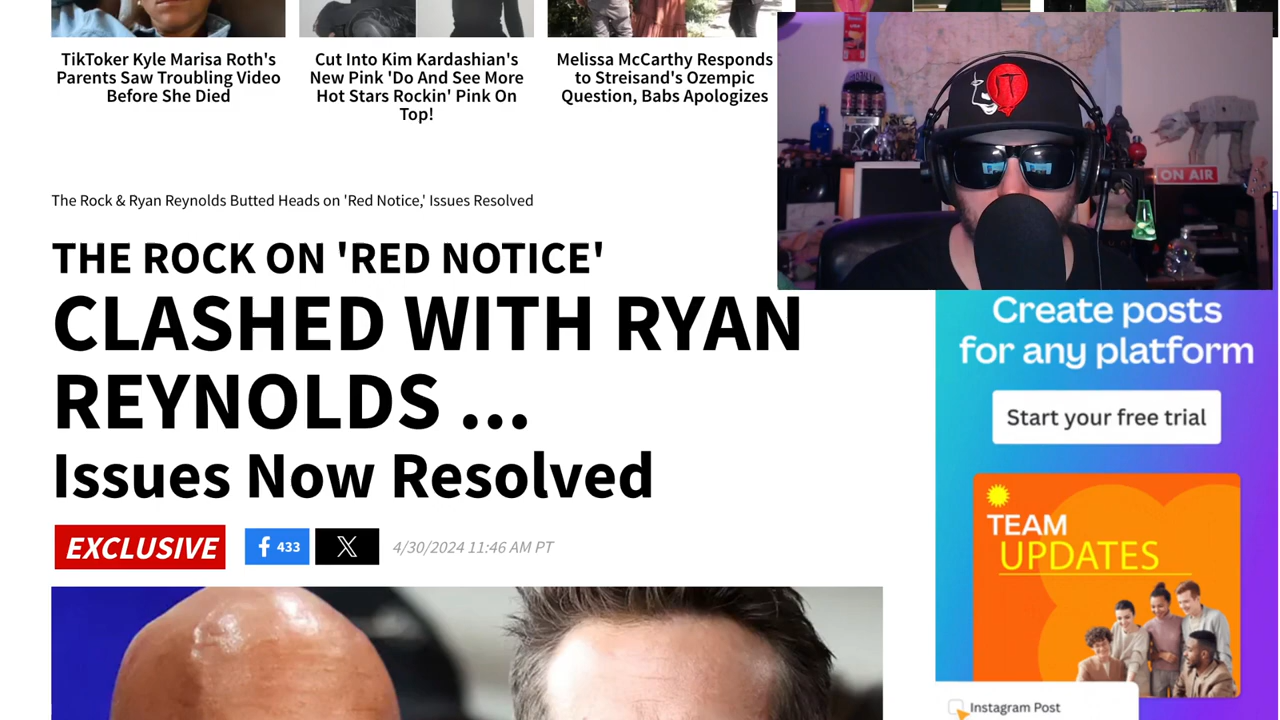 TikToker Kyle Marisa Roth's
Parents Saw Troubling Video
Before She Died
Cut Into Kim Kardashian's
New Pink 'Do And See More
Hot Stars Rockin' Pink On
Top!
Melissa McCarthy Responds
to Streisand's Ozempic
Question, Babs Apologizes
IT
ON AIR
The Rock & Ryan Reynolds Butted Heads on 'Red Notice,' Issues Resolved
THE ROCK ON 'RED NOTICE'
CLASHED WITH RYAN
REYNOLDS ...
Issues Now Resolved
EXCLUSIVE
f 433
X
4/30/2024 11:46 AM PT
Create posts
for any platform
Start your free trial
TEAM
UPDATES
Instagram Post